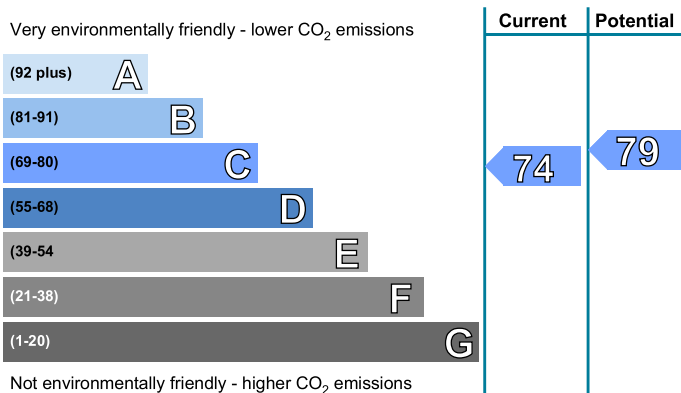 Current Potential
Very environmentally friendly - lower CO2 emissions
(92 plus) A
(81-91) B
(69-80) C
(55-68) D
(39-54 E
(21-38) F
(1-20) G
74
79
Not environmentally friendly - higher CO2 emissions